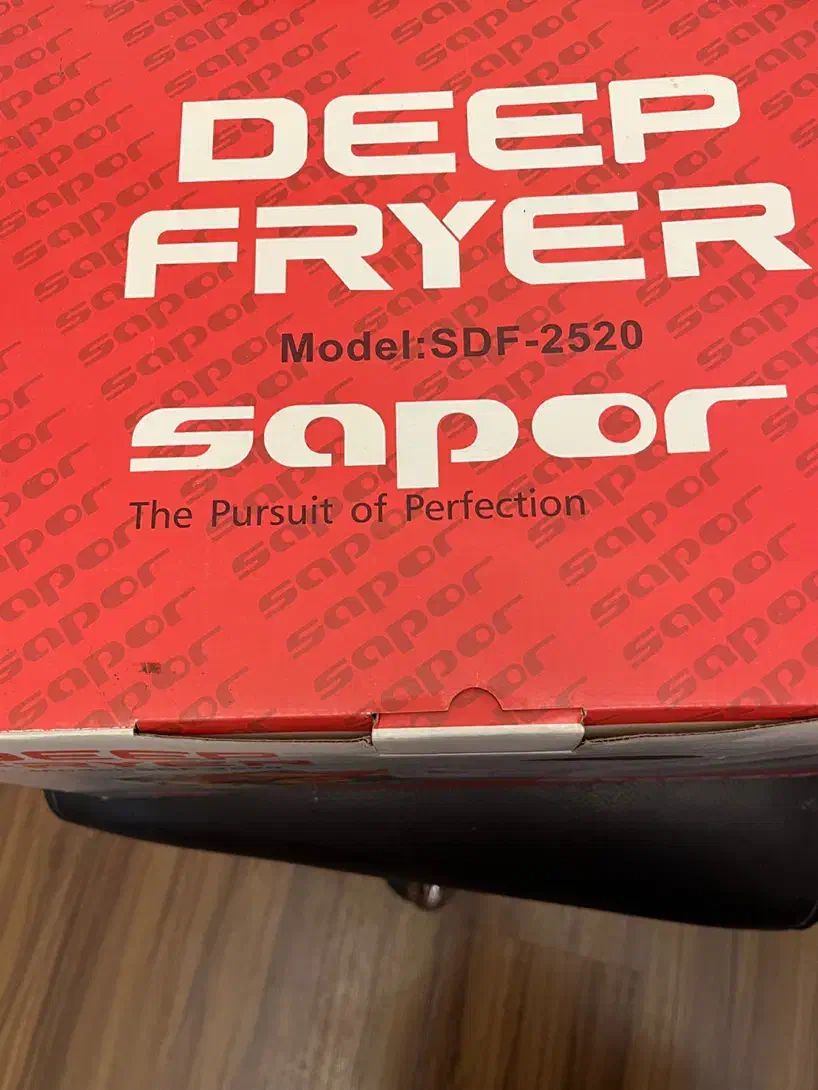 DEEP
FRYER
Model:SDF-2520
sapor
The Pursuit of Perfection